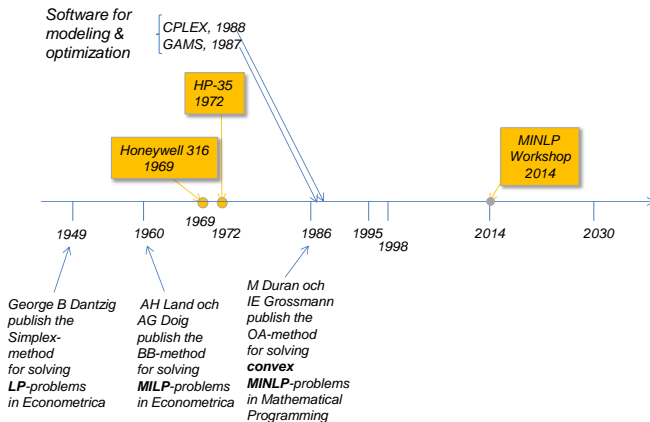 Software for
modeling &
optimization
CPLEX, 1988
GAMS, 1987
HP-35
1972
Honeywell 316
1969
MINLP
Workshop
2014
1949
1960
1969
1972
1986
1995
1998
2014
2030
George B Dantzig
publish the
Simplex-
method
for solving
LP-problems
in Econometrica
AH Land och
AG Doig
publish the
BB-method
for solving
MILP-problems
in Econometrica
M Duran och
IE Grossmann
publish the
OA-method
for solving
convex
MINLP-problems
in Mathematical
Programming